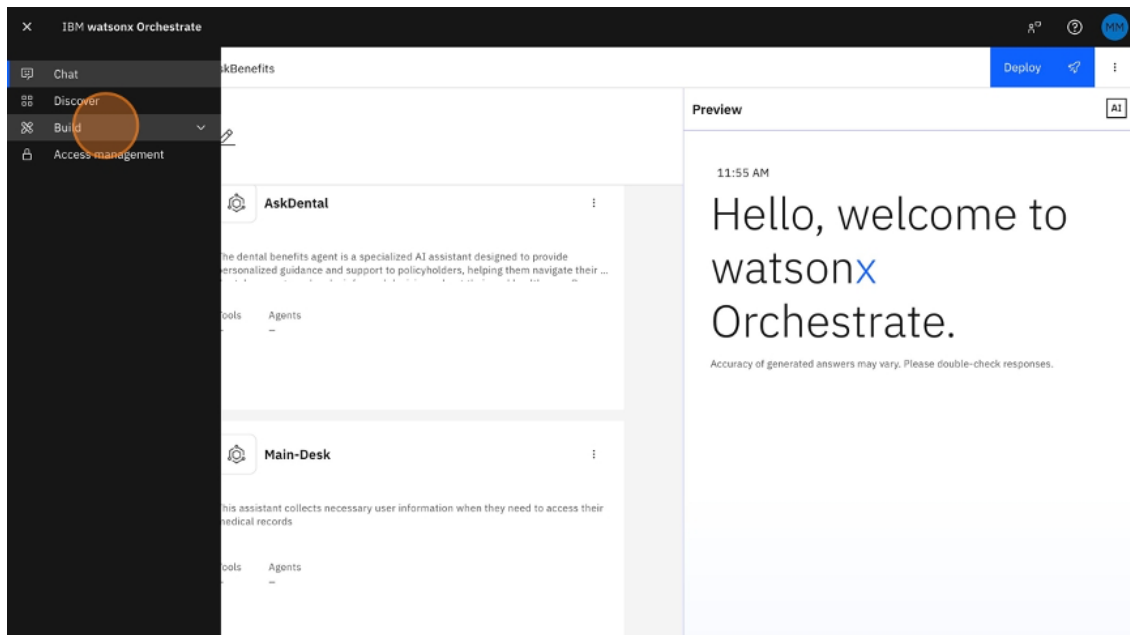 IBM watsonx Orchestrate
MM
Chat
Discover
Build
Access management
kBenefits
Deploy
Preview
AI
11:55 AM
Hello, welcome to
watsonx
Orchestrate.
Accuracy of generated answers may vary. Please double-check responses.
AskDental
he dental benefits agent is a specialized AI assistant designed to provide
ersonalized guidance and support to policyholders, helping them navigate their ...
ools Agents
–
Main-Desk
his assistant collects necessary user information when they need to access their
medical records
ools Agents
–